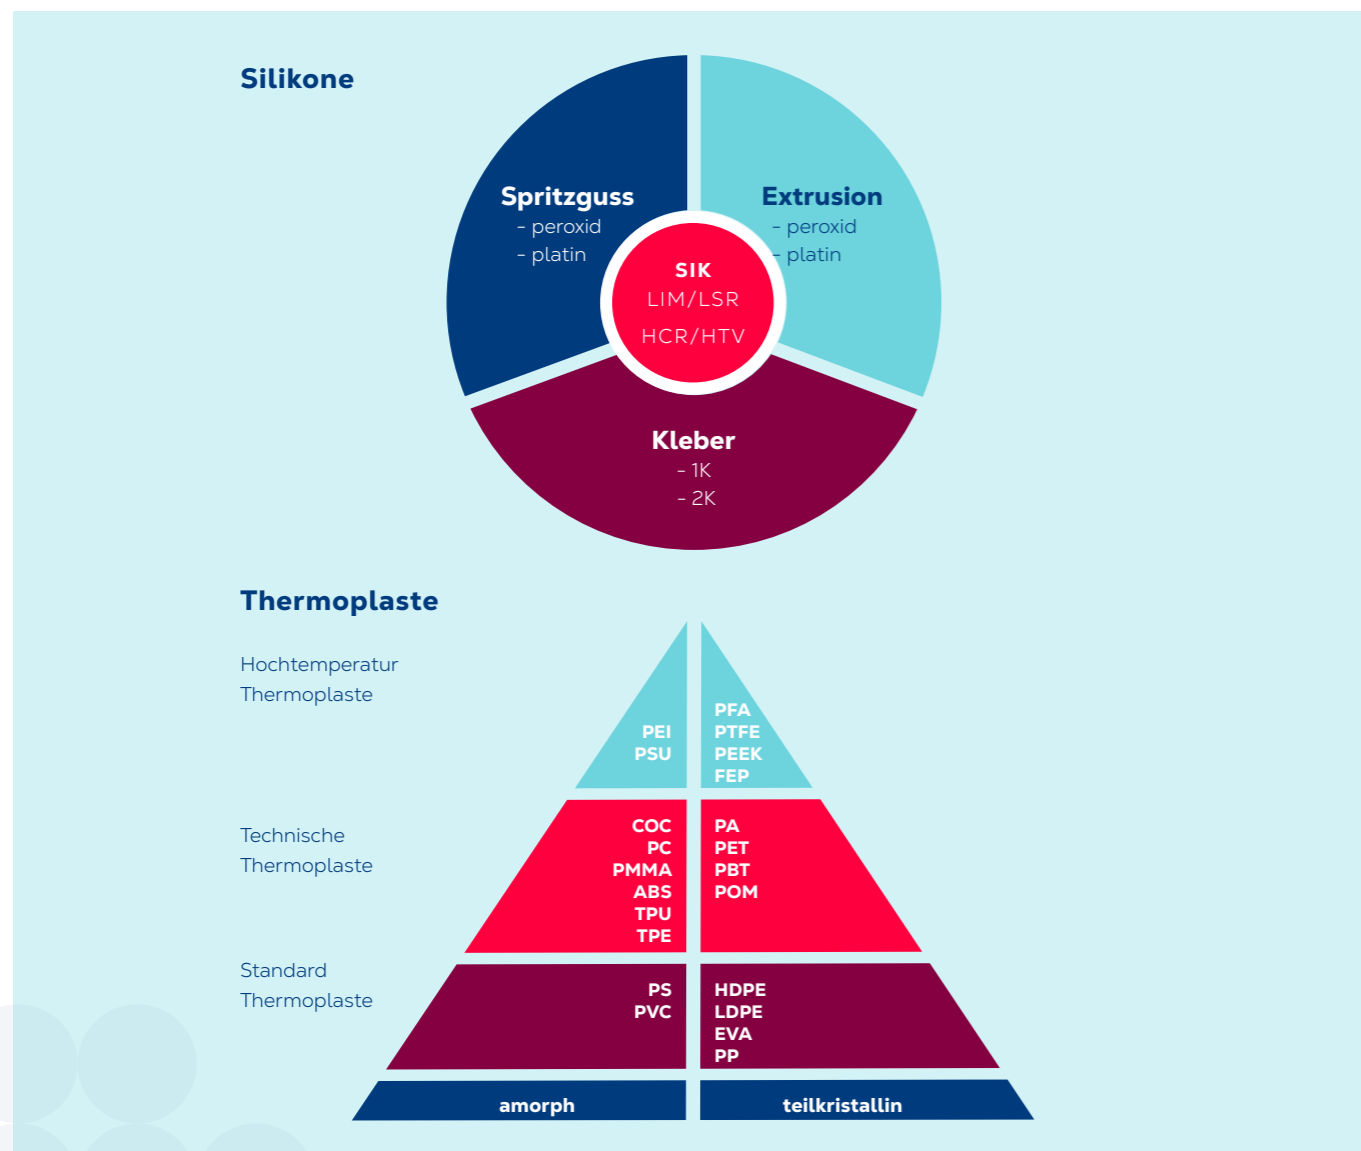 Silikone
Spritzguss
- peroxid
- platin
Extrusion
- peroxid
- platin
SIK
LIM/LSR
HCR/HTV
Kleber
- 1K
- 2K
Thermoplaste
Hochtemperatur
Thermoplaste
PEI
PSU
PFA
PTFE
PEEK
FEP
Technische
Thermoplaste
COC
PC
PMMA
ABS
TPU
TPE
PA
PET
PBT
POM
Standard
Thermoplaste
PS
PVC
HDPE
LDPE
EVA
PP
amorph
teilkristallin